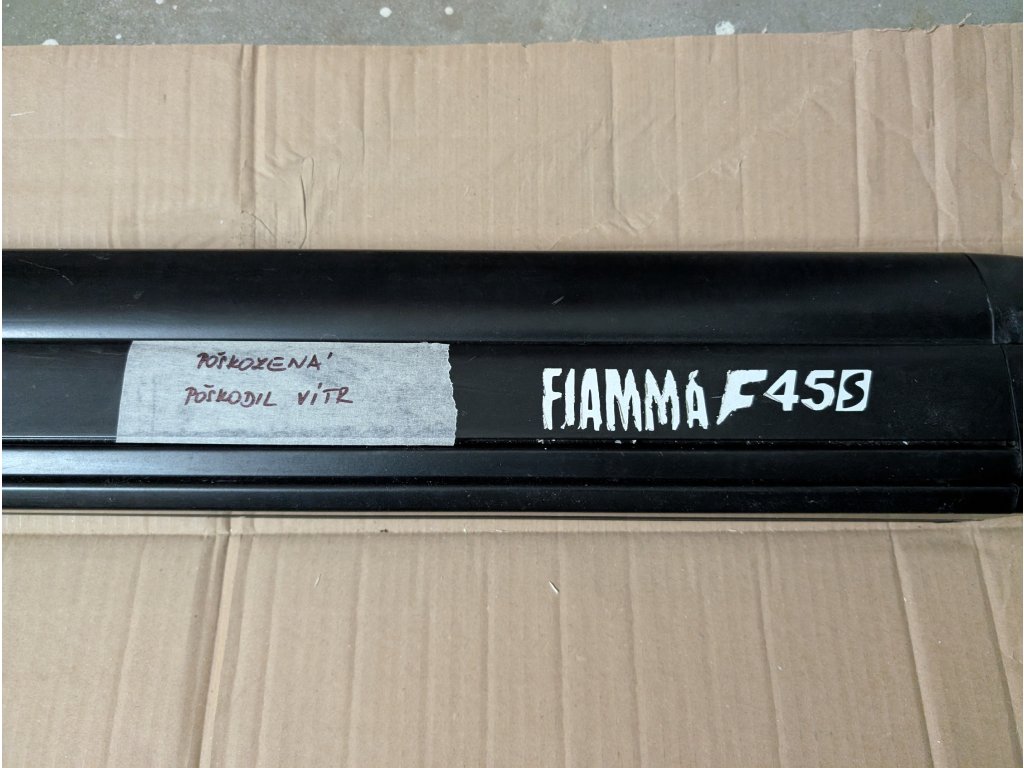 POŠKOZENÁ
POŠKODIL VÍTR
FIAMMA F45S